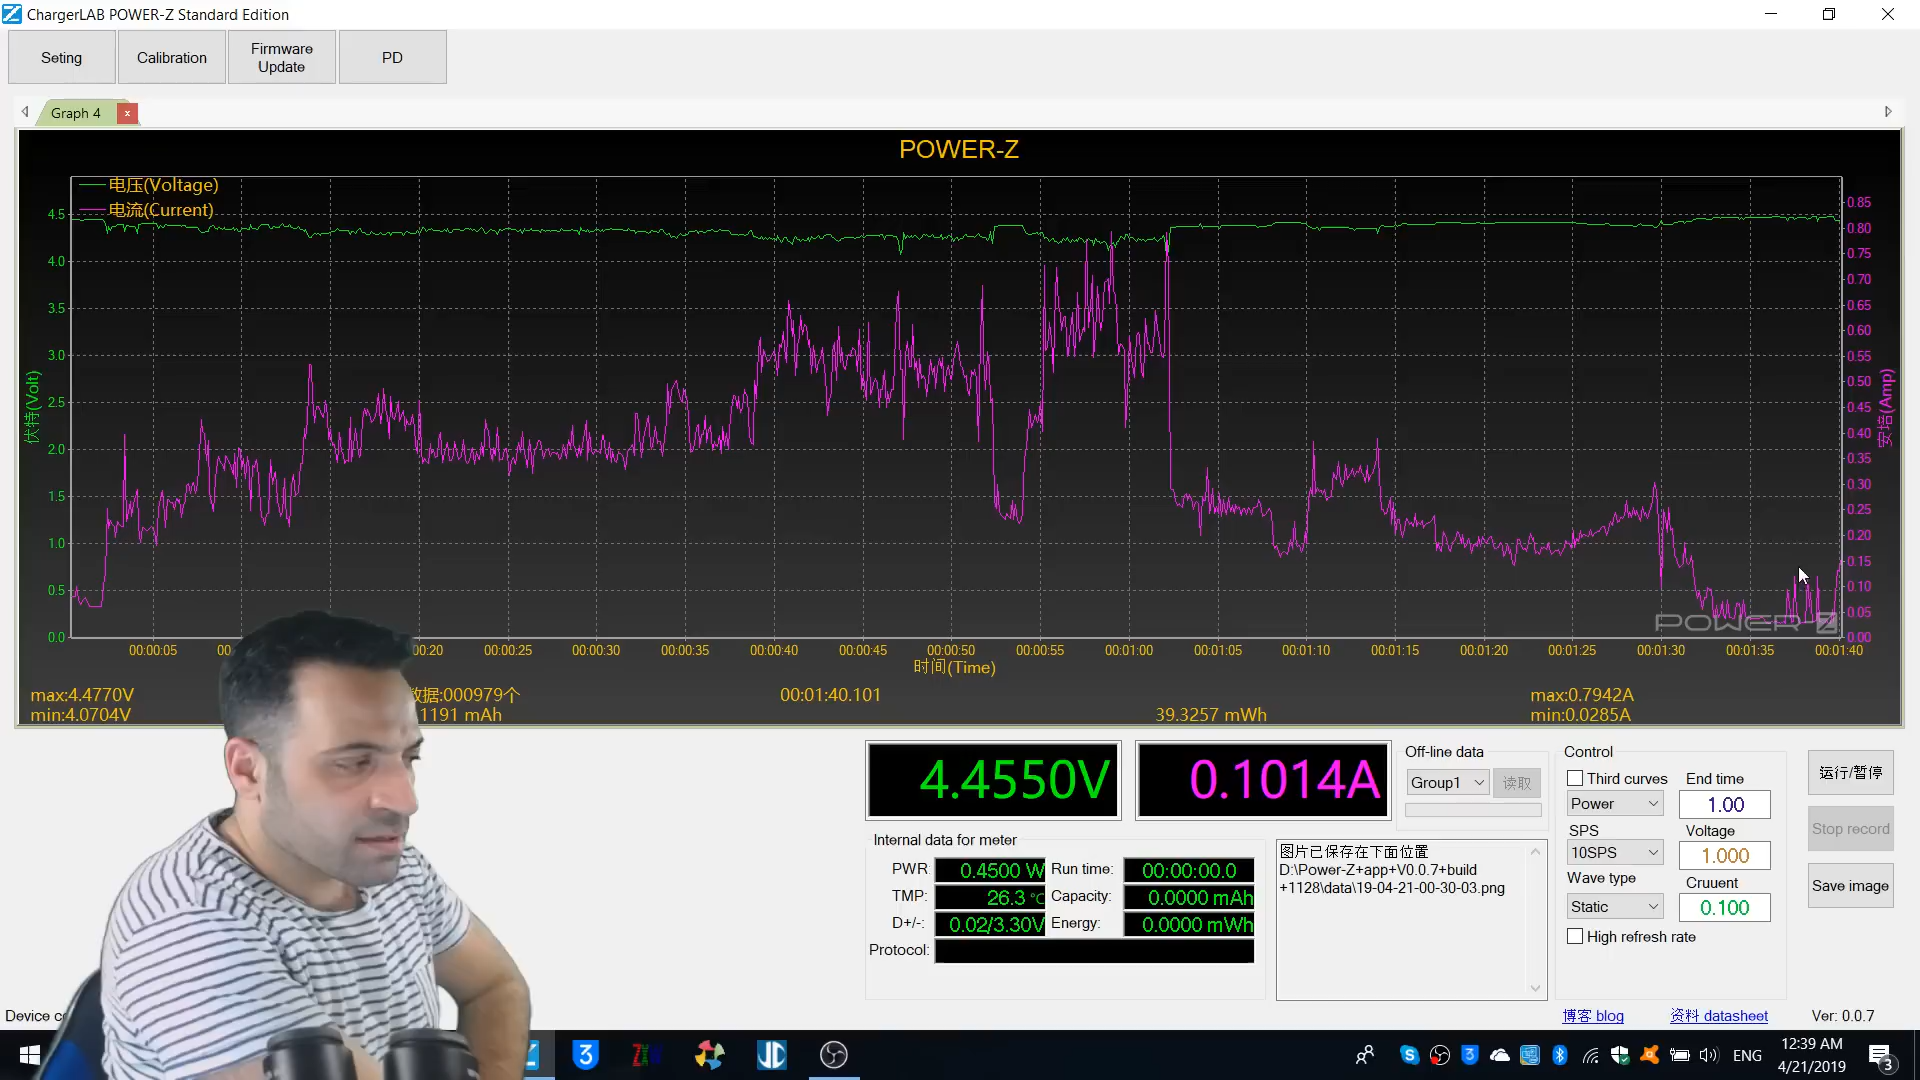 ChargerLAB POWER-Z Standard Edition
Seting
Calibration
Firmware
Update
PD
Graph 4
x
POWER-Z
电压(Voltage)
电流(Current)
4.5
4.0
3.5
3.0
2.5
2.0
1.5
1.0
0.5
0.0
伏特(Volt)
0.85
0.80
0.75
0.70
0.65
0.60
0.55
0.50
0.45
0.40
0.35
0.30
0.25
0.20
0.15
0.10
0.05
0.00
安培(Amp)
POWER-Z
00:00:05
00:
:20
00:00:25
00:00:30
00:00:35
00:00:40
00:00:45
00:00:50
00:00:55
00:01:00
00:01:05
00:01:10
00:01:15
00:01:20
00:01:25
00:01:30
00:01:35
00:01:40
时间(Time)
max:4.4770V
数据:000979个
00:01:40.101
max:0.7942A
min:4.0704V
1191 mAh
39.3257 mWh
min:0.0285A
4.4550V
0.1014A
Off-line data
Group1
读取
Control
Third curves
End time
Power
1.00
SPS
Voltage
10SPS
1.000
Wave type
Cruuent
Static
0.100
High refresh rate
运行/暂停
Stop record
Save image
Internal data for meter
PWR:
0.4500 W
Run time:
00:00:00.0
TMP:
26.3 °C
Capacity:
0.0000 mAh
D+/-:
0.02/3.30V
Energy:
0.0000 mWh
Protocol:
图片已保存在下面位置
D:\Power-Z+app+V0.0.7+build
+1128\data\19-04-21-00-30-03.png
Device co
博客 blog
资料 datasheet
Ver: 0.0.7
ENG
12:39 AM
4/21/2019
3